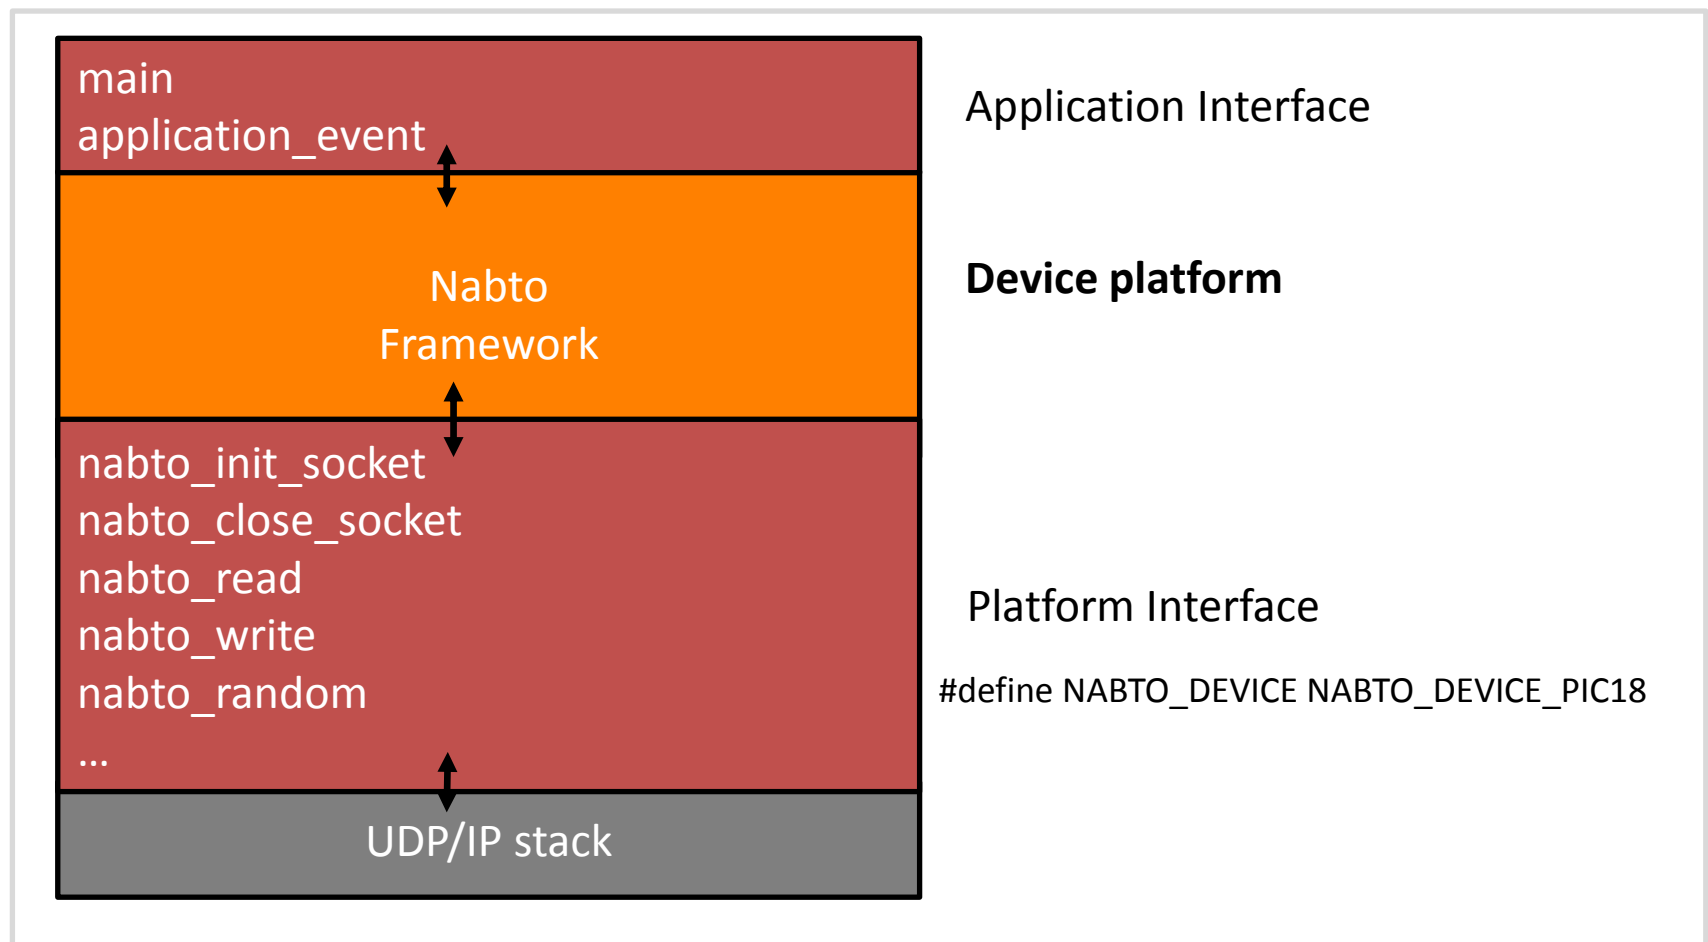 main
application_event
Application Interface
Nabto
Framework
Device platform
nabto_init_socket
nabto_close_socket
nabto_read
nabto_write
nabto_random
...
Platform Interface
#define NABTO_DEVICE NABTO_DEVICE_PIC18
UDP/IP stack